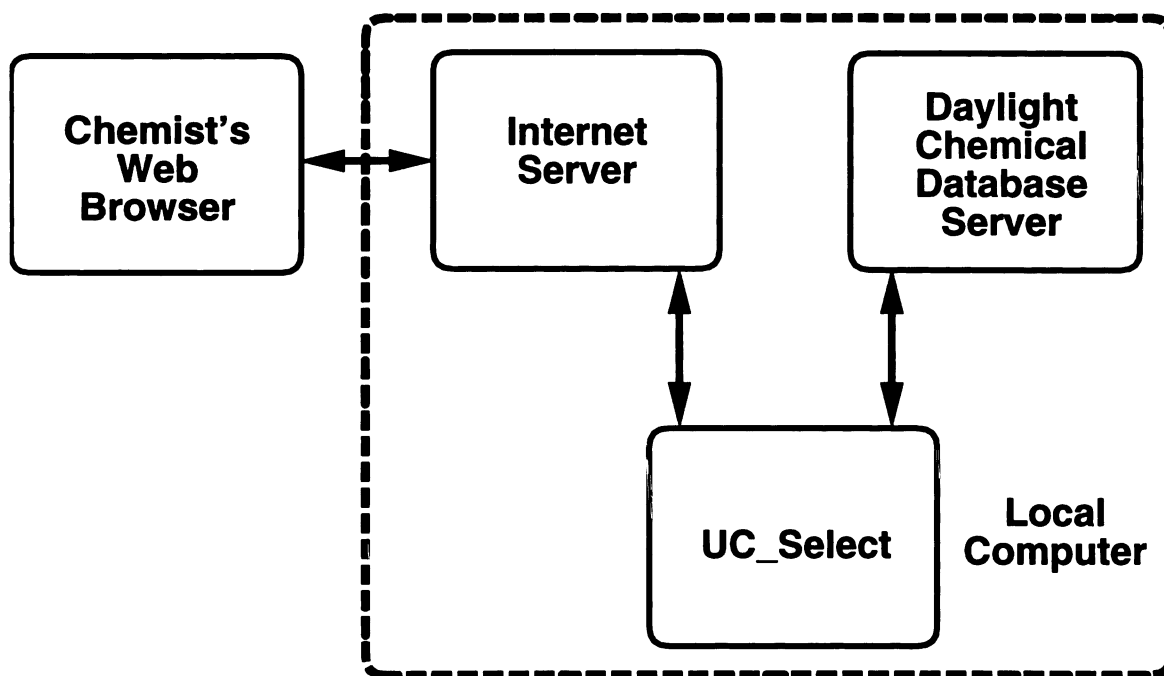 Chemist's
Web
Browser
Internet
Server
Daylight
Chemical
Database
Server
UC_Select
Local
Computer